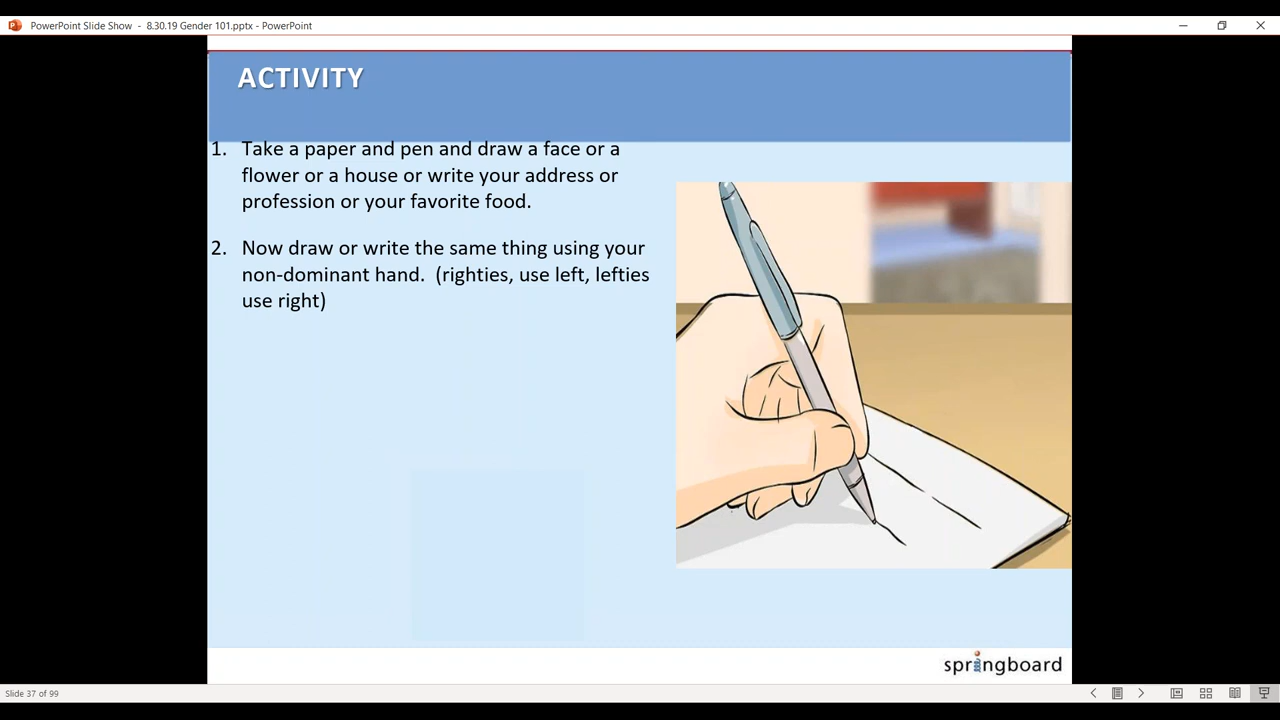 PowerPoint Slide Show - 8.30.19 Gender 101.pptx - PowerPoint
ACTIVITY
1. Take a paper and pen and draw a face or a
flower or a house or write your address or
profession or your favorite food.
2. Now draw or write the same thing using your
non-dominant hand. (righties, use left, lefties
use right)
springboard
Slide 37 of 99